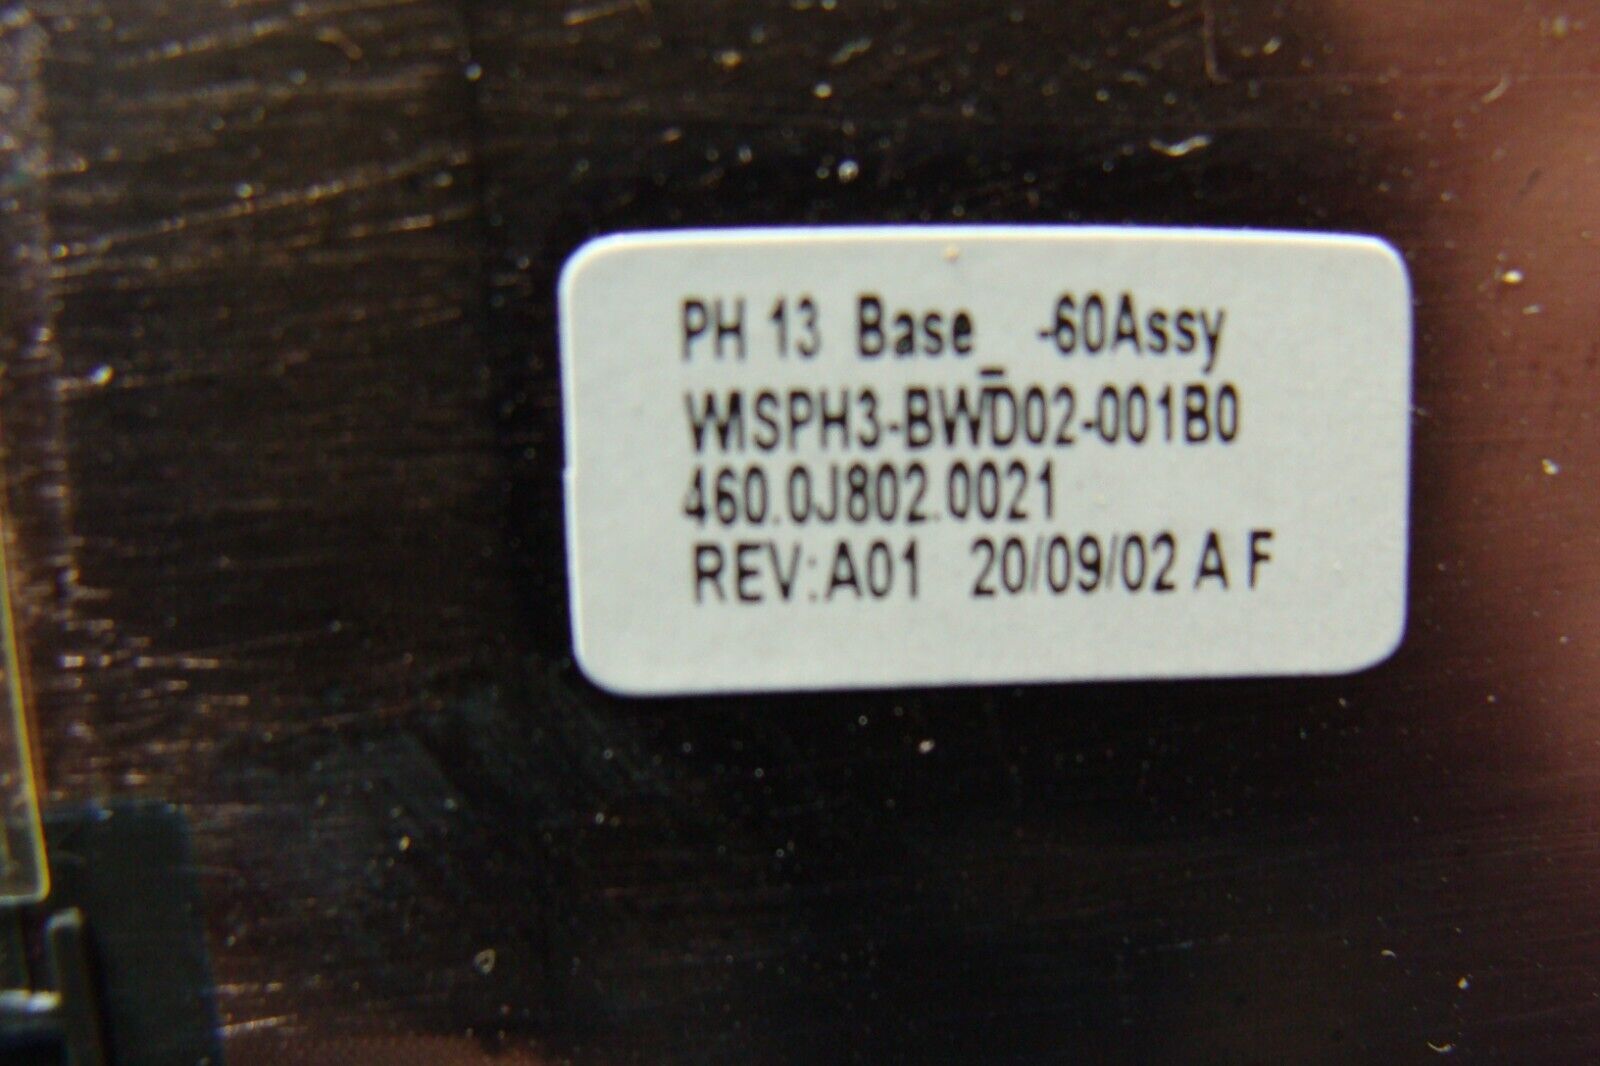 PH 13 Base_ -60Assy
WISPH3-BWD02-001B0
460.0J802.0021
REV:A01 20/09/02 A F